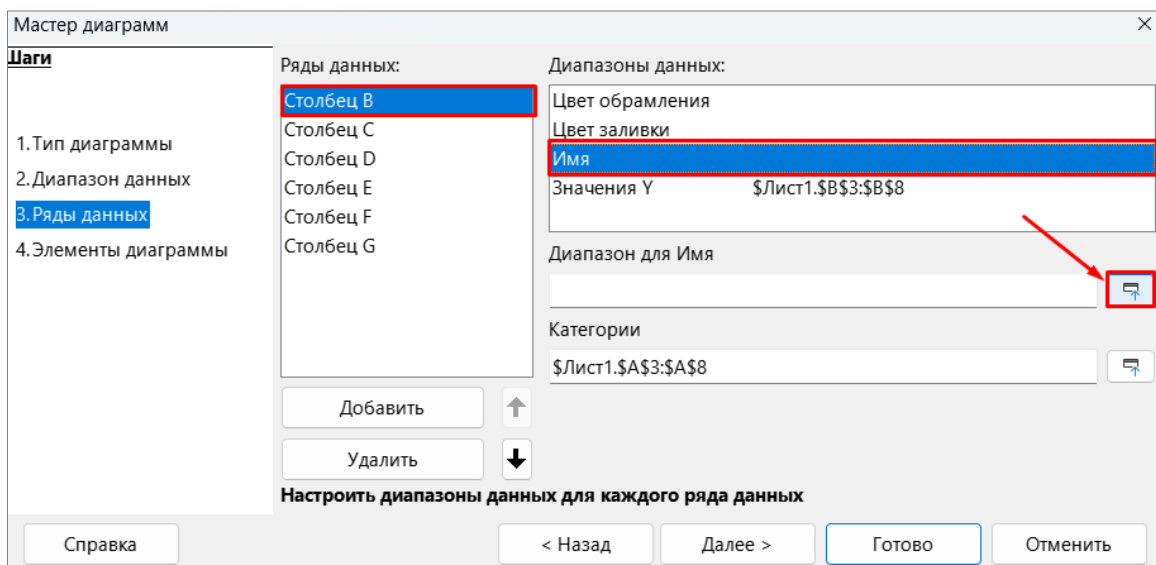 Мастер диаграмм
Шаги
1.Тип диаграммы
2.Диапазон данных
3.Ряды данных
4.Элементы диаграммы
Ряды данных:
Столбец B
Столбец C
Столбец D
Столбец E
Столбец F
Столбец G
Добавить
Удалить
Диапазоны данных:
Цвет обрамления
Цвет заливки
Имя
Значения Y $Лист1.$B$3:$B$8
Диапазон для Имя
Категории
$Лист1.$A$3:$A$8
Настроить диапазоны данных для каждого ряда данных
Справка < Назад Далее > Готово Отменить